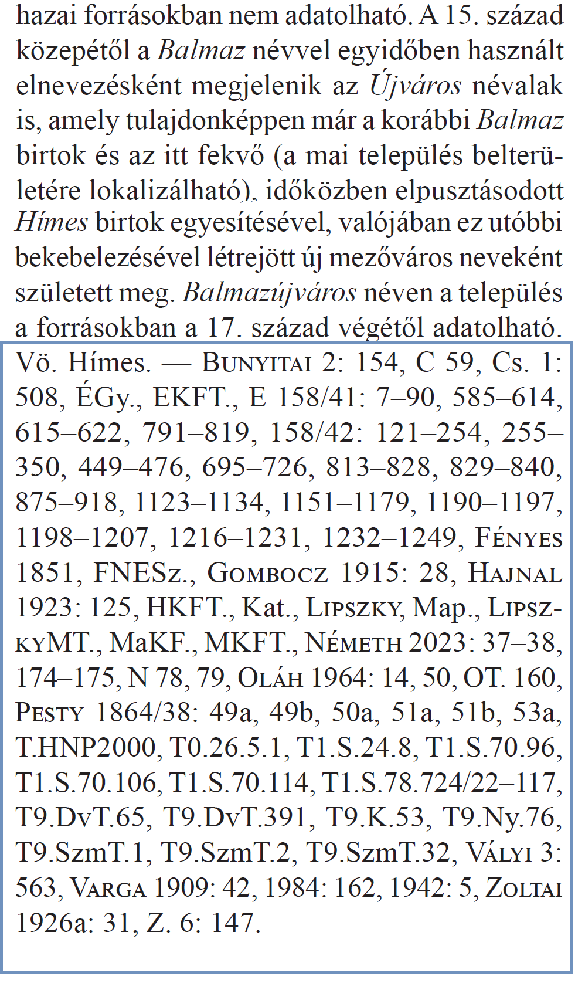 hazai forrásokban nem adatolható. A 15. század
közepétől a Balmaz névvel egyidőben használt
elnevezésként megjelenik az Újváros névalak
is, amely tulajdonképpen már a korábbi Balmaz
birtok és az itt fekvő (a mai település belterü-
letére lokalizálható), időközben elpusztásodott
Hímes birtok egyesítésével, valójában ez utóbbi
bekebelezésével létrejött új mezőváros neveként
született meg. Balmazújváros néven a település
a forrásokban a 17. század végétől adatolható.
Vö. Hímes. — BUNYITAI 2: 154, C 59, Cs. 1:
508, ÉGy., EKFT., E 158/41: 7–90, 585–614,
615–622, 791–819, 158/42: 121–254, 255–
350, 449–476, 695–726, 813–828, 829–840,
875–918, 1123–1134, 1151–1179, 1190–1197,
1198–1207, 1216–1231, 1232–1249, FÉNYES
1851, FNESz., GOMBOCZ 1915: 28, HAJNAL
1923: 125, HKFT., Kat., LIPSZKY, Map., LIPSZ-
KYMT., MaKF., MKFT., NÉMETH 2023: 37–38,
174–175, N 78, 79, OLÁH 1964: 14, 50, OT. 160,
PESTY 1864/38: 49a, 49b, 50a, 51a, 51b, 53a,
T.HNP2000, T0.26.5.1, T1.S.24.8, T1.S.70.96,
T1.S.70.106, T1.S.70.114, T1.S.78.724/22–117,
T9.DvT.65, T9.DvT.391, T9.K.53, T9.Ny.76,
T9.SzmT.1, T9.SzmT.2, T9.SzmT.32, VÁLYI 3:
563, VARGA 1909: 42, 1984: 162, 1942: 5, ZOLTAI
1926a: 31, Z. 6: 147.